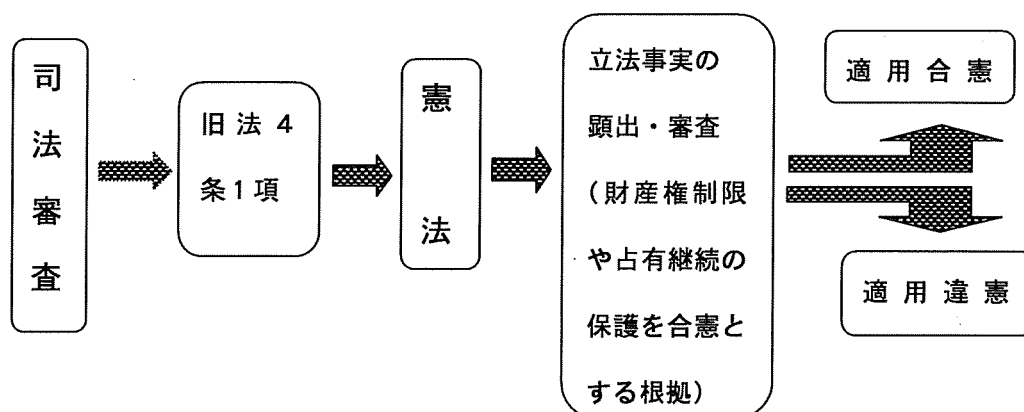 司法審査
旧法4
条1項
憲法
立法事実の
顕出・審査
(財産権制限
や占有継続の
保護を合憲と
する根拠)
適用合憲
適用違憲